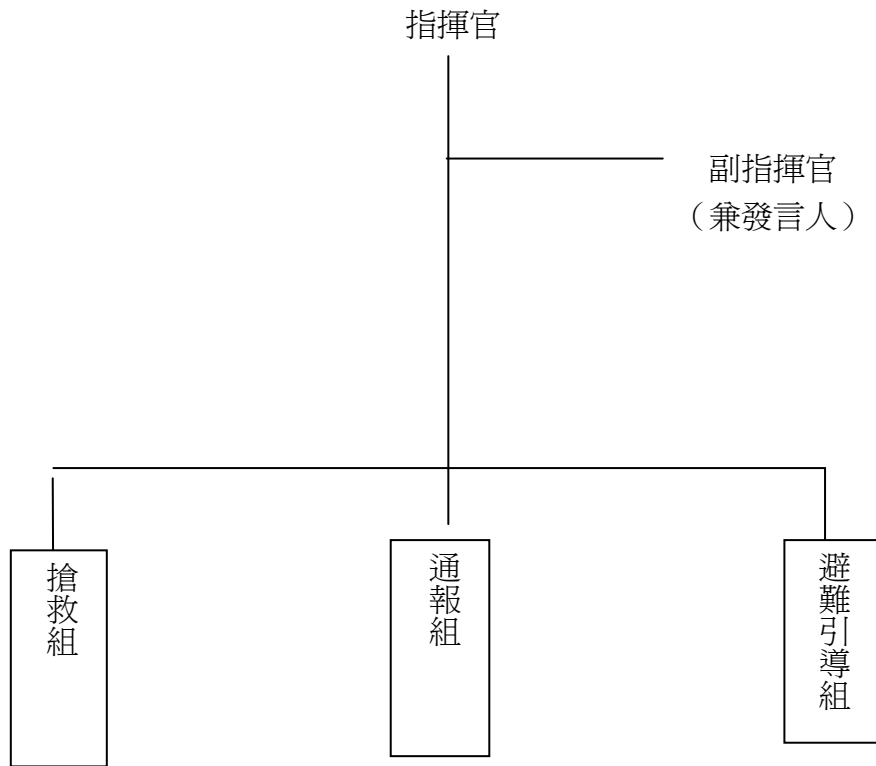 指揮官
副指揮官
（兼發言人）
搶救組
通報組
避難引導組